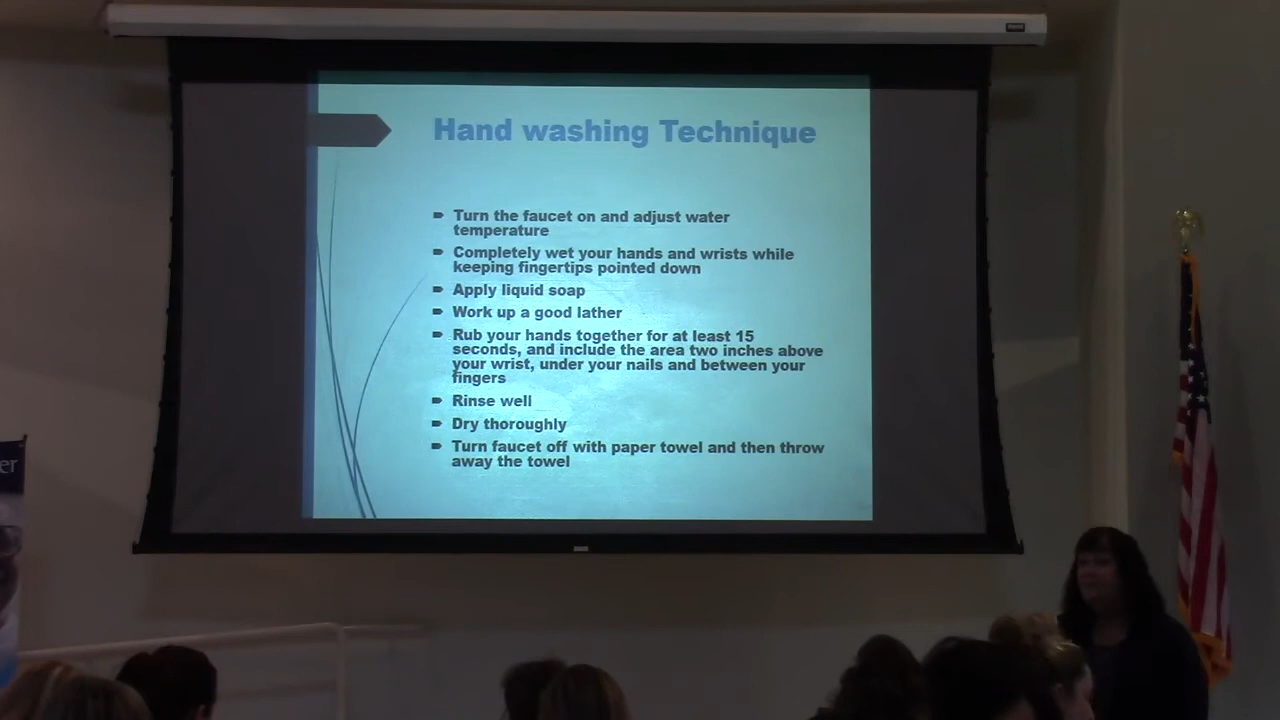 Hand washing Technique
Turn the faucet on and adjust water
temperature
Completely wet your hands and wrists while
keeping fingertips pointed down
Apply liquid soap
Work up a good lather
Rub your hands together for at least 15
seconds, and include the area two inches above
your wrist, under your nails and between your
fingers
Rinse well
Dry thoroughly
Turn faucet off with paper towel and then throw
away the towel
er